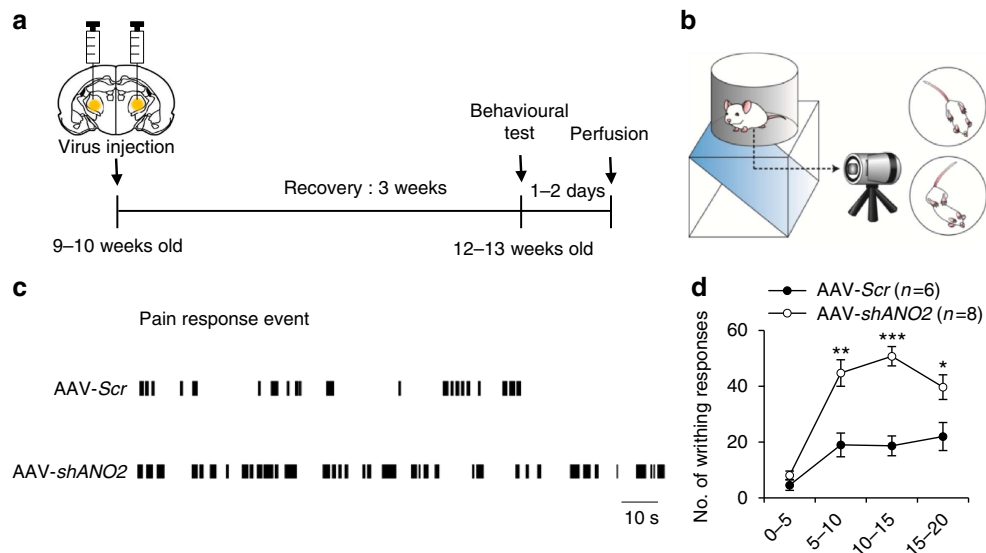 a
Virus injection
Behavioural
test
Perfusion
Recovery : 3 weeks
1–2 days
9–10 weeks old
12–13 weeks old
b
c
Pain response event
AAV-Scr
AAV-shANO2
10 s
d
AAV-Scr (n=6)
AAV-shANO2 (n=8)
No. of writhing responses
60
40
20
0
**
***
*
0–5
5–10
10–15
15–20